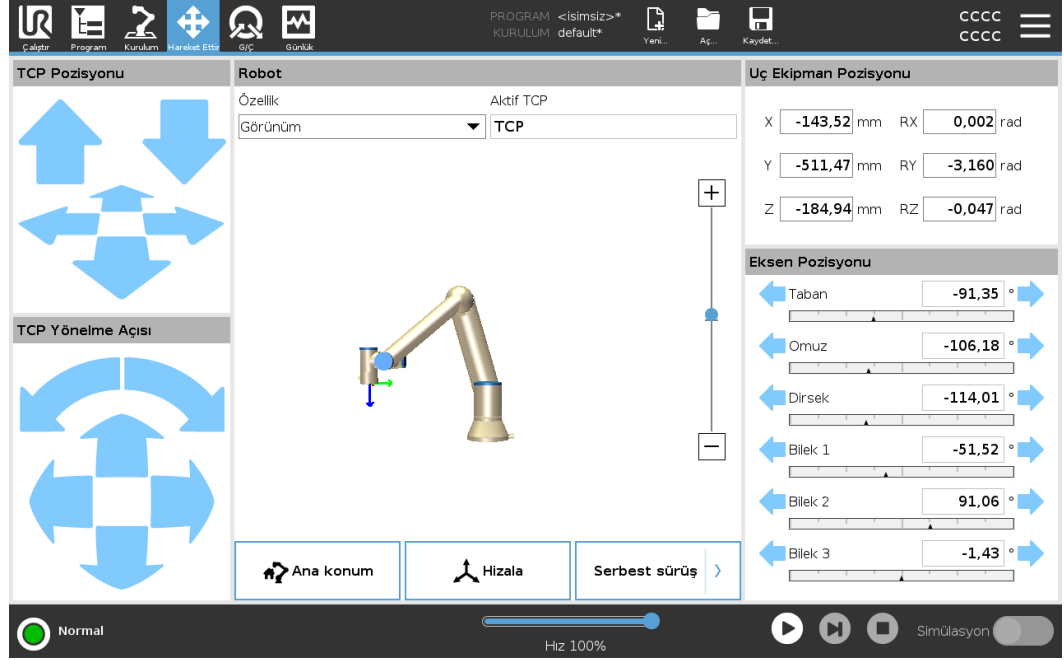 PROGRAM <isimsiz>*
KURULUM default*
Çalıştır Program Kurulum Hareket Ettir G/Ç Günlük Yeni... Aç... Kaydet...
CCCC
CCCC
TCP Pozisyonu
TCP Yönelme Açısı
Robot
Özellik Aktif TCP
Görünüm TCP
+
−
Ana konum Hizala Serbest sürüş
Uç Ekipman Pozisyonu
X -143,52 mm RX 0,002 rad
Y -511,47 mm RY -3,160 rad
Z -184,94 mm RZ -0,047 rad
Eksen Pozisyonu
Taban -91,35 °
Omuz -106,18 °
Dirsek -114,01 °
Bilek 1 -51,52 °
Bilek 2 91,06 °
Bilek 3 -1,43 °
Normal
Hız 100%
Simülasyon